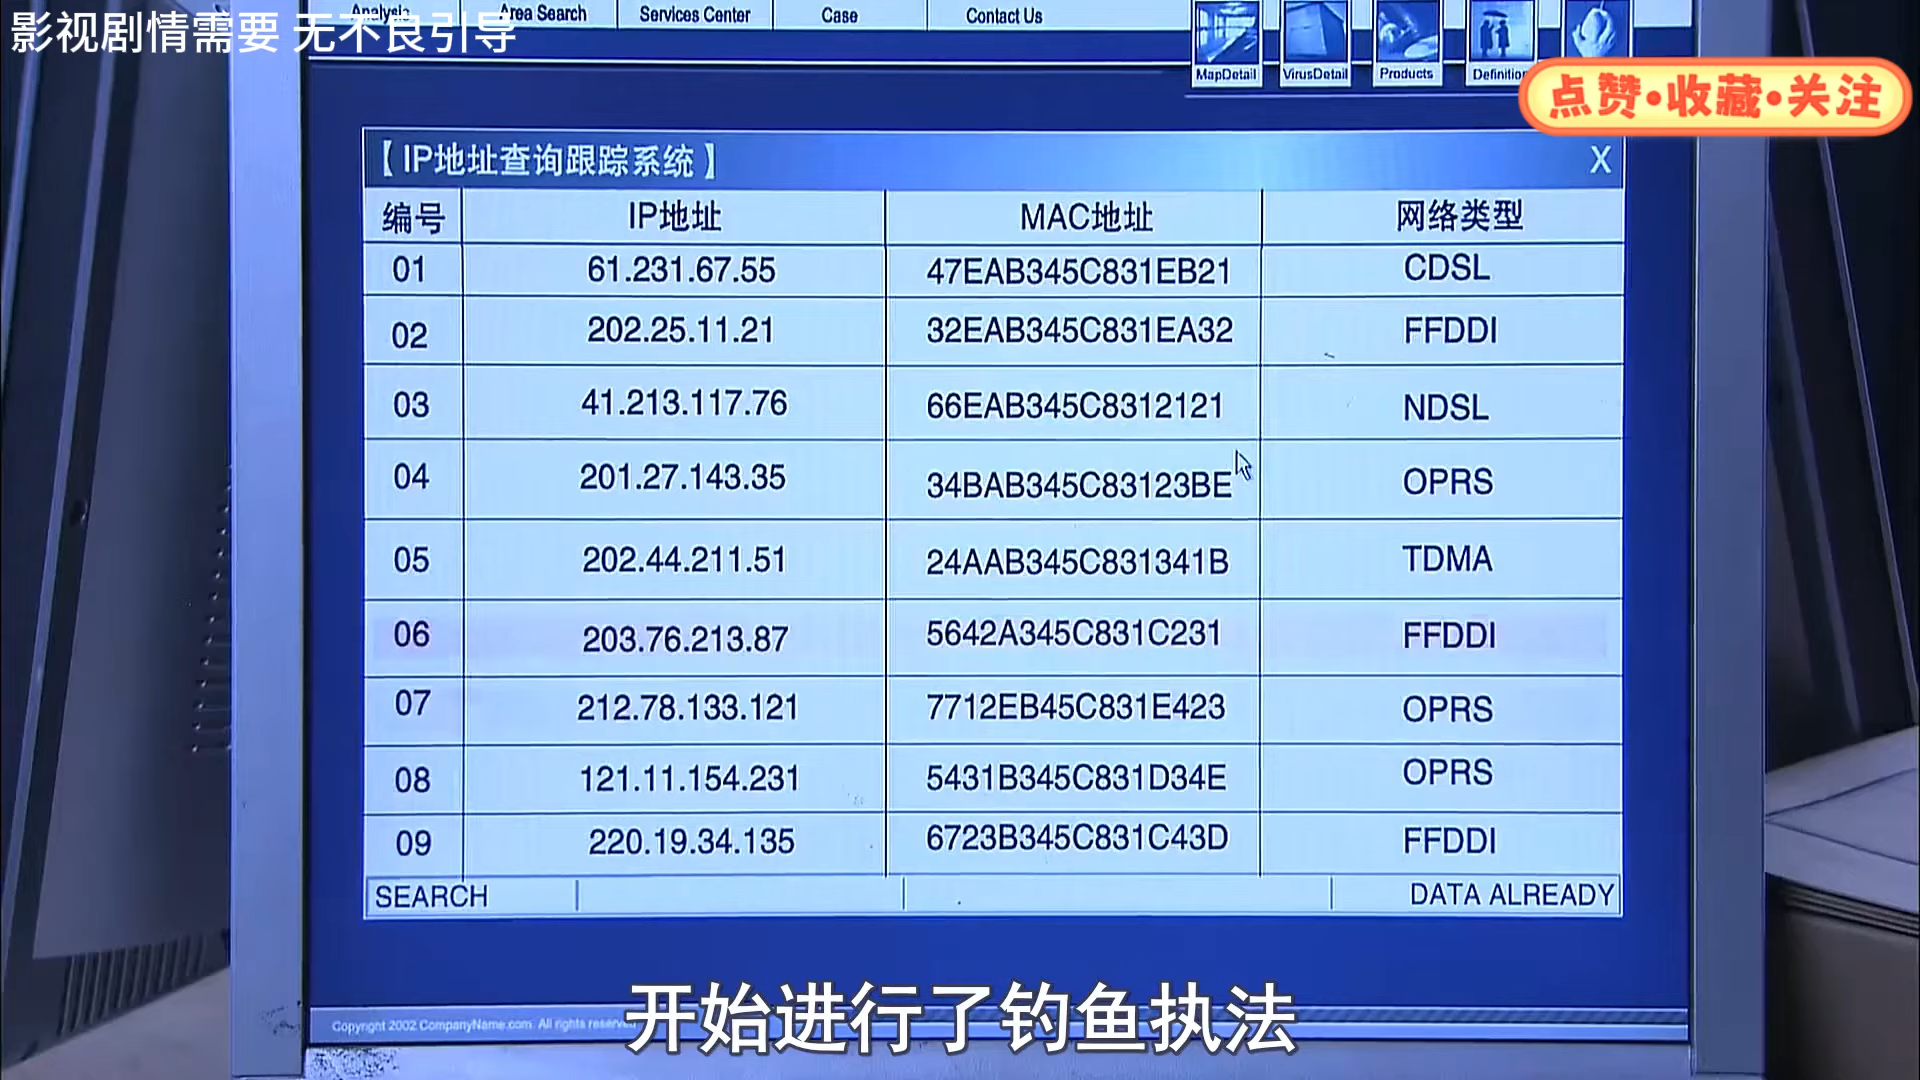 Analysis Area Search Services Center Case Contact Us
影视剧情需要 无不良引导
MapDetail VirusDetail Products Definition
点赞•收藏•关注
【IP地址查询跟踪系统】 X
编号 IP地址 MAC地址 网络类型
01 61.231.67.55 47EAB345C831EB21 CDSL
02 202.25.11.21 32EAB345C831EA32 FFDDI
03 41.213.117.76 66EAB345C8312121 NDSL
04 201.27.143.35 34BAB345C83123BE OPRS
05 202.44.211.51 24AAB345C831341B TDMA
06 203.76.213.87 5642A345C831C231 FFDDI
07 212.78.133.121 7712EB45C831E423 OPRS
08 121.11.154.231 5431B345C831D34E OPRS
09 220.19.34.135 6723B345C831C43D FFDDI
SEARCH DATA ALREADY
开始进行了钓鱼执法
Copyright 2002 CompanyName.com. All rights reserved